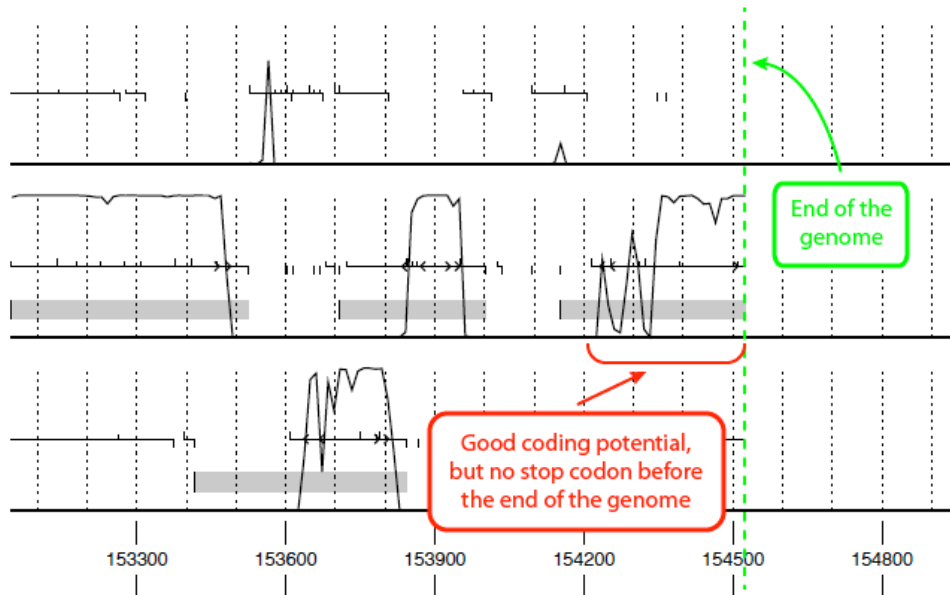 End of the
genome
Good coding potential,
but no stop codon before
the end of the genome
153300 153600 153900 154200 154500 154800